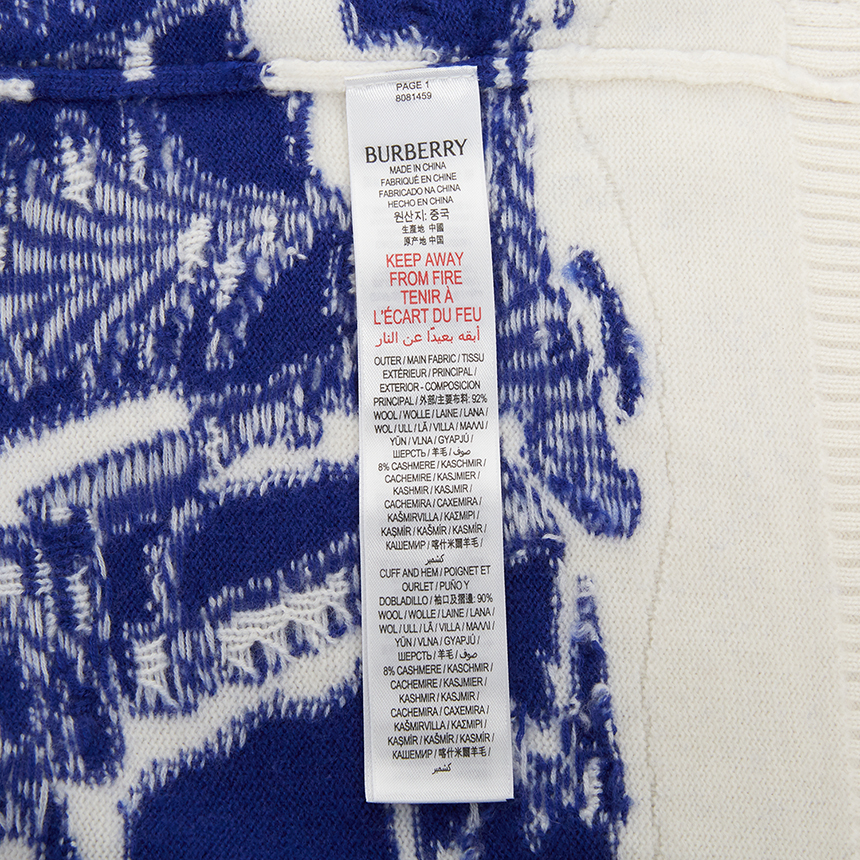 PAGE 1
8081459
BURBERRY
MADE IN CHINA
FABRIQUÉ EN CHINE
FABRICADO NA CHINA
HECHO EN CHINA
원산지: 중국
生產地 中國
原产地 中国
KEEP AWAY
FROM FIRE
TENIR À
L'ÉCART DU FEU
أبقه بعيدًا عن النار
OUTER / MAIN FABRIC / TISSU
EXTÉRIEUR / PRINCIPAL /
EXTERIOR - COMPOSICION
PRINCIPAL / 外部/主要布料: 92%
WOOL / WOLLE / LAINE / LANA /
WOL / ULL / LÃ / VILLA / ΜΑΛΛΙ /
YÜN / VLNA / GYAPJÚ /
ШЕРСТЬ / 羊毛 / صوف
8% CASHMERE / KASCHMIR /
CACHEMIRE / KASJMIER /
KASHMIR / KASJMIR /
CACHEMIRA / CAXEMIRA /
KAŠMIRVILLA / ΚΑΣΜΙΡΙ /
KAŞMİR / KAŠMÍR / KASMÍR /
КАШЕМИР / 喀什米爾羊毛 /
كشمير
CUFF AND HEM / POIGNET ET
OURLET / PUÑO Y
DOBLADILLO / 袖口及摺邊: 90%
WOOL / WOLLE / LAINE / LANA /
WOL / ULL / LÃ / VILLA / ΜΑΛΛΙ /
YÜN / VLNA / GYAPJÚ /
ШЕРСТЬ / 羊毛 / صوف
8% CASHMERE / KASCHMIR /
CACHEMIRE / KASJMIER /
KASHMIR / KASJMIR /
CACHEMIRA / CAXEMIRA /
KAŠMIRVILLA / ΚΑΣΜΙΡΙ /
KAŞMİR / KAŠMÍR / KASMÍR /
КАШЕМИР / 喀什米爾羊毛 /
كشمير